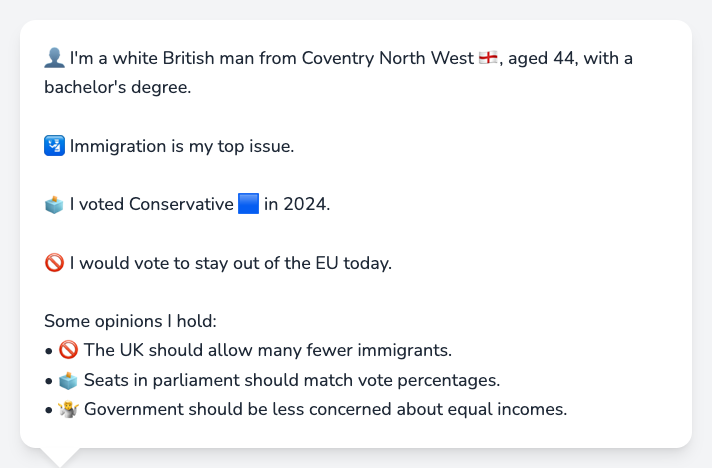 👤 I'm a white British man from Coventry North West 🏴󠁧󠁢󠁥󠁮󠁧󠁿, aged 44, with a
bachelor's degree.
🛂 Immigration is my top issue.
🗳️ I voted Conservative 🟦 in 2024.
🚫 I would vote to stay out of the EU today.
Some opinions I hold:
• 🚫 The UK should allow many fewer immigrants.
• 🗳️ Seats in parliament should match vote percentages.
• 🤷 Government should be less concerned about equal incomes.